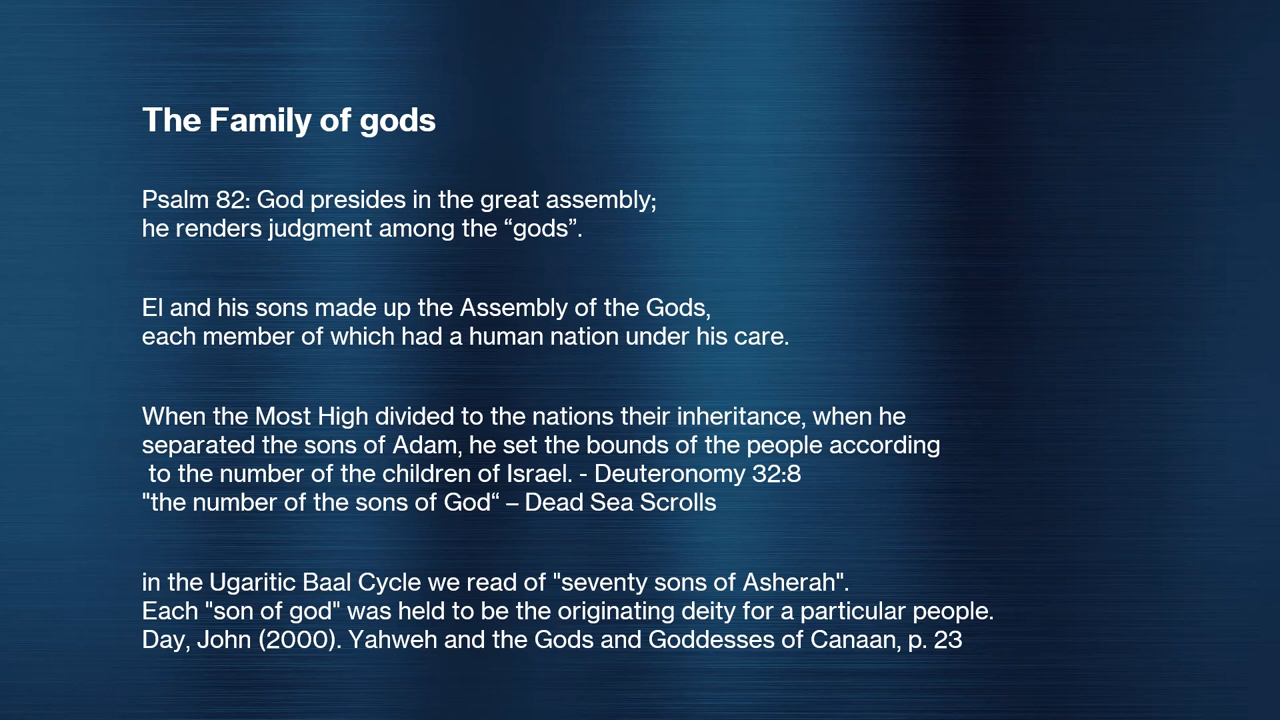 The Family of gods
Psalm 82: God presides in the great assembly;
he renders judgment among the “gods”.
El and his sons made up the Assembly of the Gods,
each member of which had a human nation under his care.
When the Most High divided to the nations their inheritance, when he
separated the sons of Adam, he set the bounds of the people according
to the number of the children of Israel. - Deuteronomy 32:8
"the number of the sons of God“ – Dead Sea Scrolls
in the Ugaritic Baal Cycle we read of "seventy sons of Asherah".
Each "son of god" was held to be the originating deity for a particular people.
Day, John (2000). Yahweh and the Gods and Goddesses of Canaan, p. 23